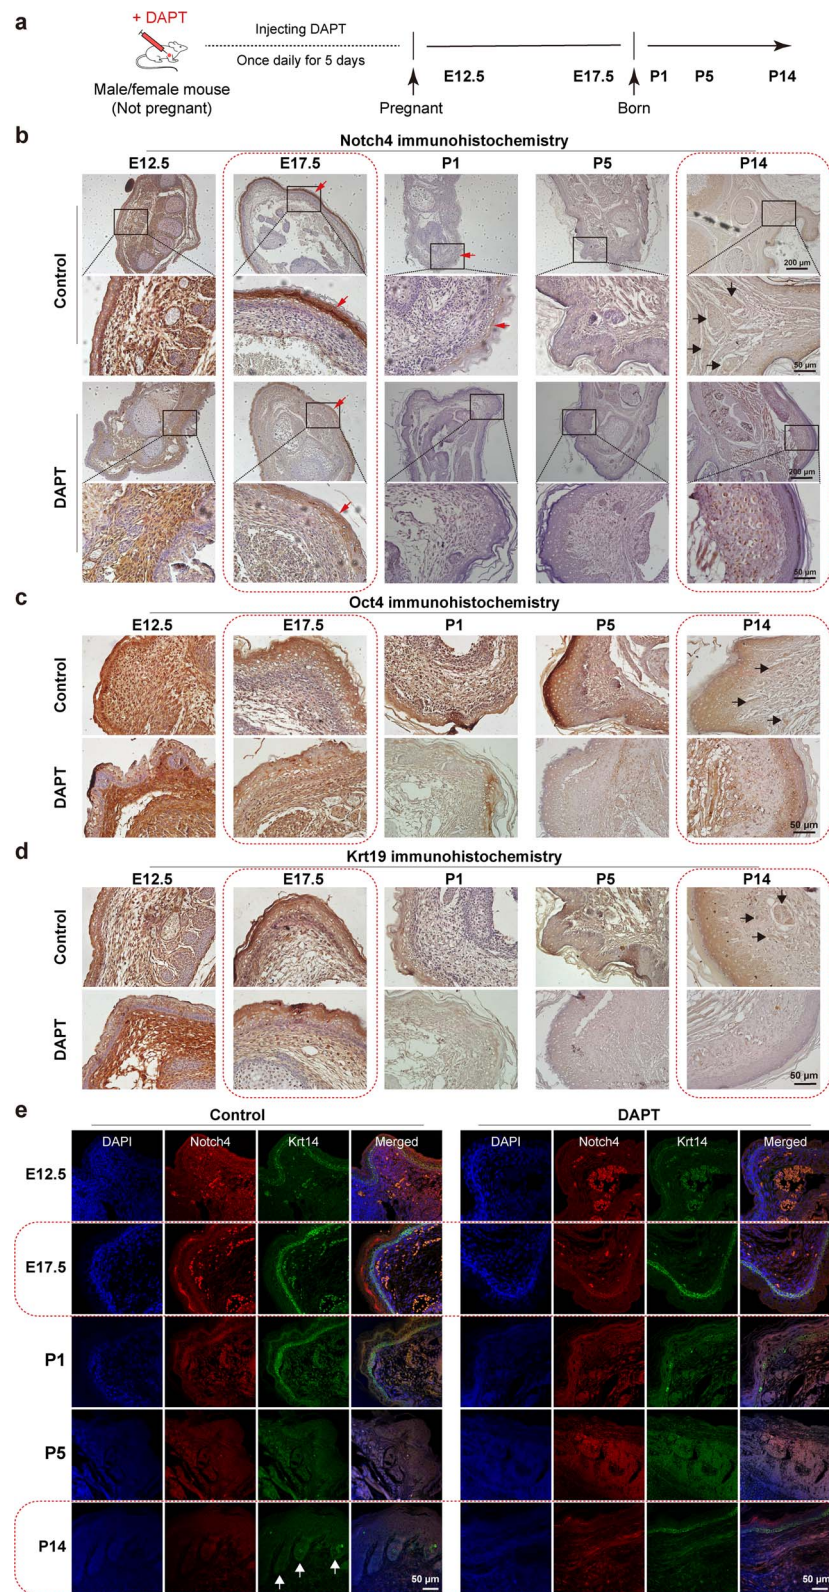 a
+ DAPT
Injecting DAPT
Once daily for 5 days
Male/female mouse
(Not pregnant)
E12.5 E17.5 P1 P5 P14
Pregnant Born
b
Notch4 immunohistochemistry
E12.5 E17.5 P1 P5 P14
Control
200 μm
50 μm
DAPT
200 μm
50 μm
c
Oct4 immunohistochemistry
E12.5 E17.5 P1 P5 P14
Control
DAPT
50 μm
d
Krt19 immunohistochemistry
E12.5 E17.5 P1 P5 P14
Control
DAPT
50 μm
e
Control DAPT
DAPI Notch4 Krt14 Merged DAPI Notch4 Krt14 Merged
E12.5
E17.5
P1
P5
P14
50 μm 50 μm